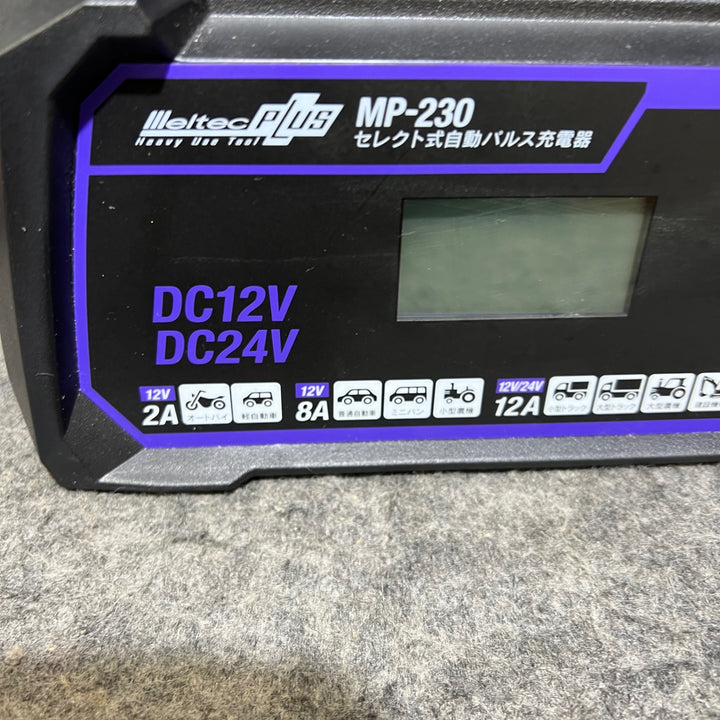 Meltec PLUS
Heavy Use Tool
MP-230
セレクト式自動パルス充電器
DC12V
DC24V
12V
2A
オートバイ
軽自動車
12V
8A
普通自動車
ミニバン
小型農機
12V/24V
12A
小型トラック
大型トラック
大型農機
建設機